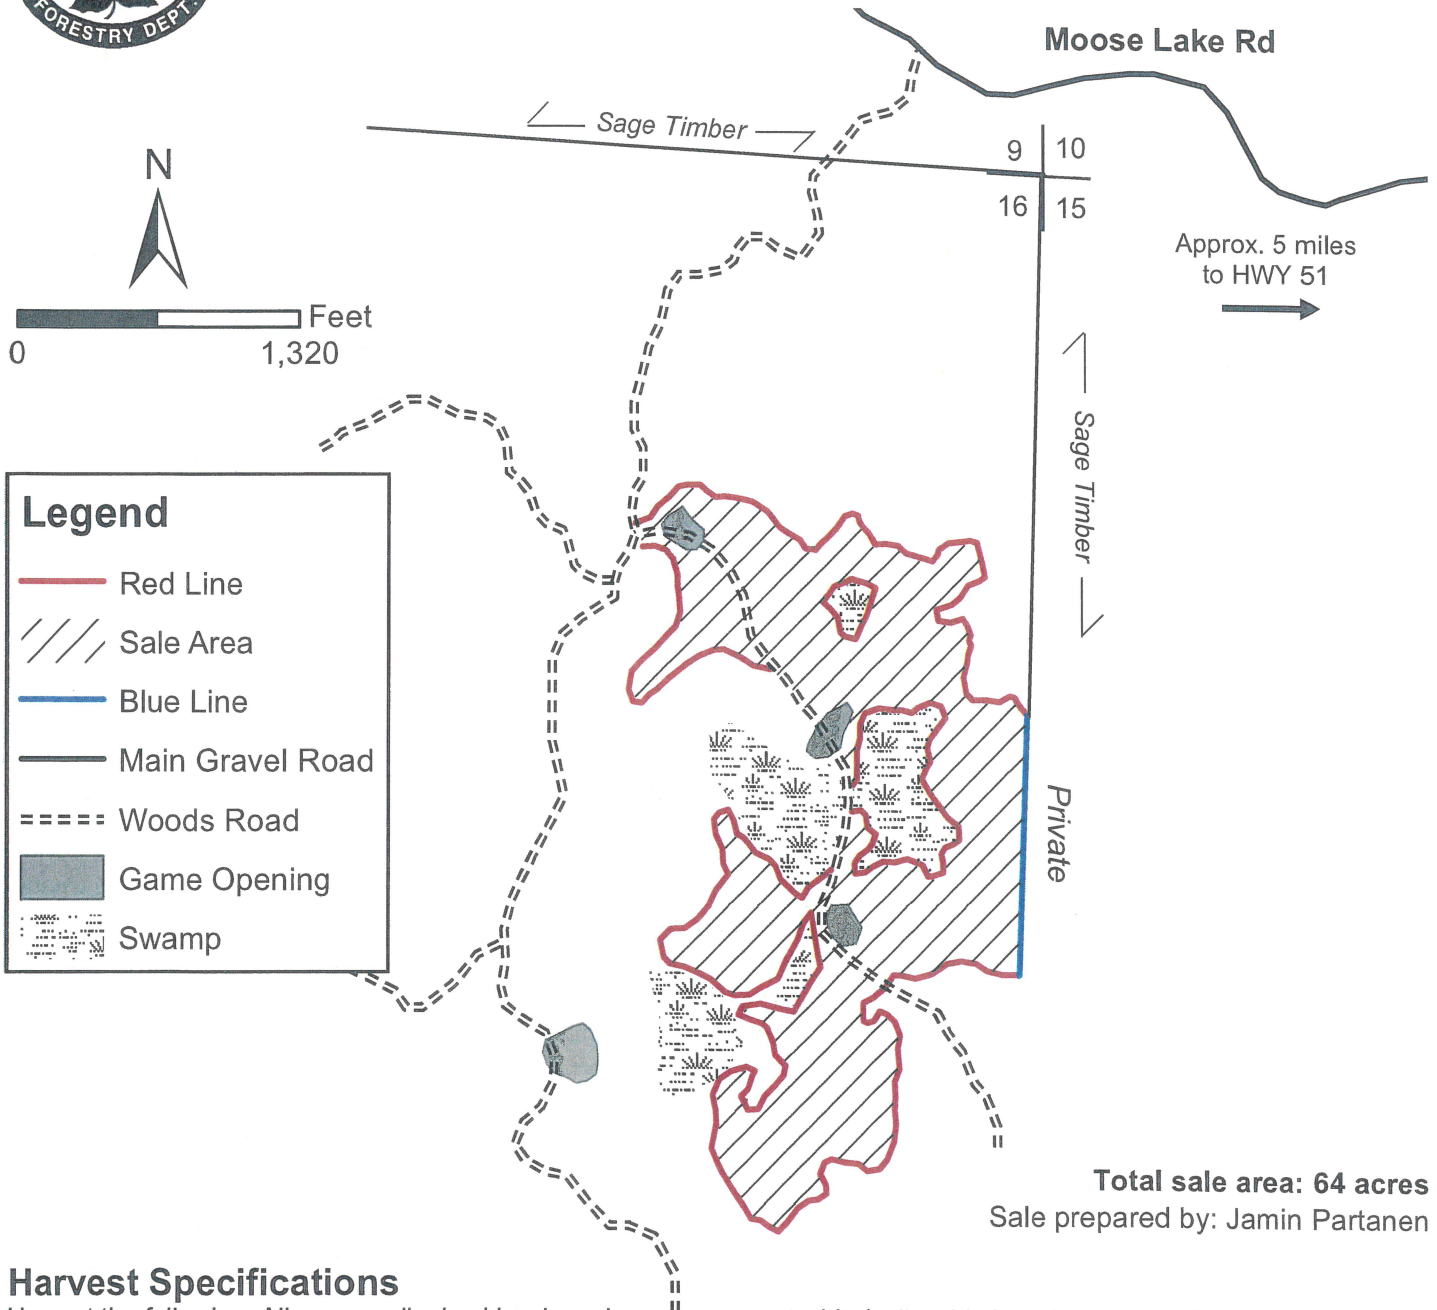 FORESTRY DEPT.
Moose Lake Rd
Sage Timber
9 10
16 15
N
Approx. 5 miles
to HWY 51
Feet
0 1,320
Sage Timber
Legend
Red Line
Sale Area
Blue Line
Main Gravel Road
Woods Road
Game Opening
Swamp
Private
Total sale area: 64 acres
Sale prepared by: Jamin Partanen
Harvest Specifications